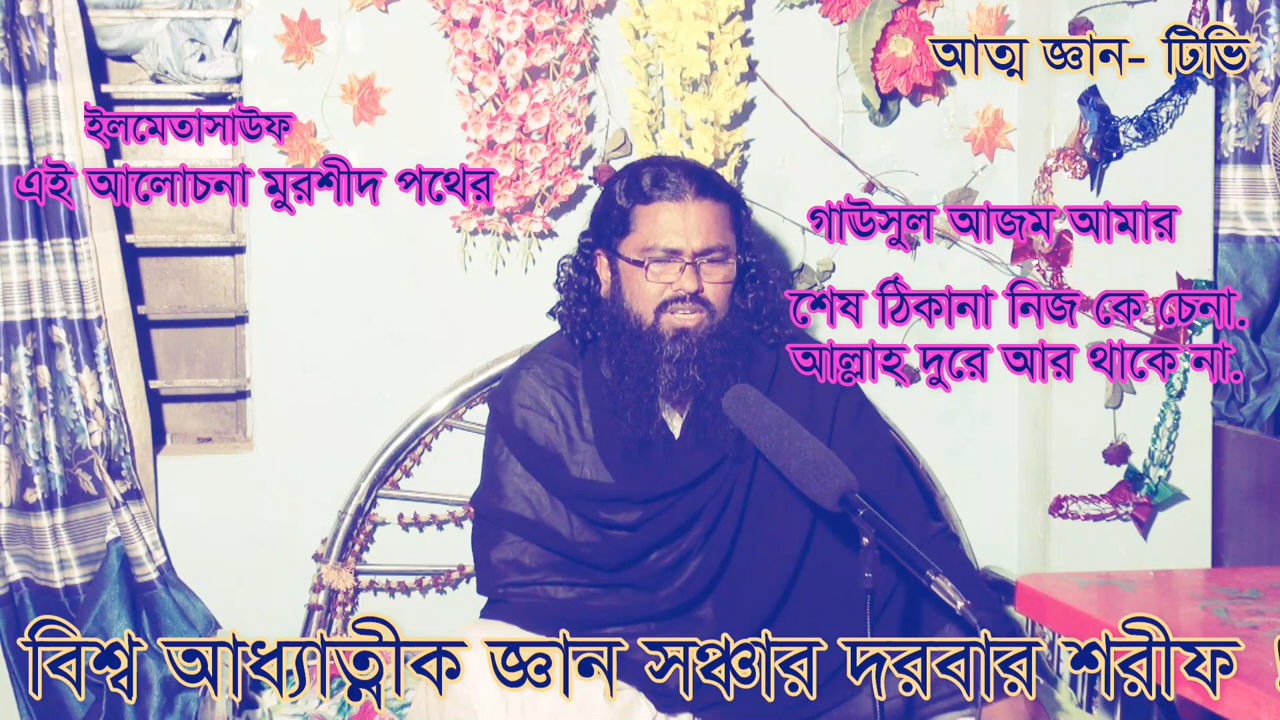 আত্ম জ্ঞান- টিভি
ইলমেতাসাউফ
এই আলোচনা মুরশীদ পথের
গাউসুল আজম আমার
শেষ ঠিকানা নিজ কে চেনা.
আল্লাহ দুরে আর থাকে না.
বিশ্ব আধ্যাত্নীক জ্ঞান সঞ্চার দরবার শরীফ